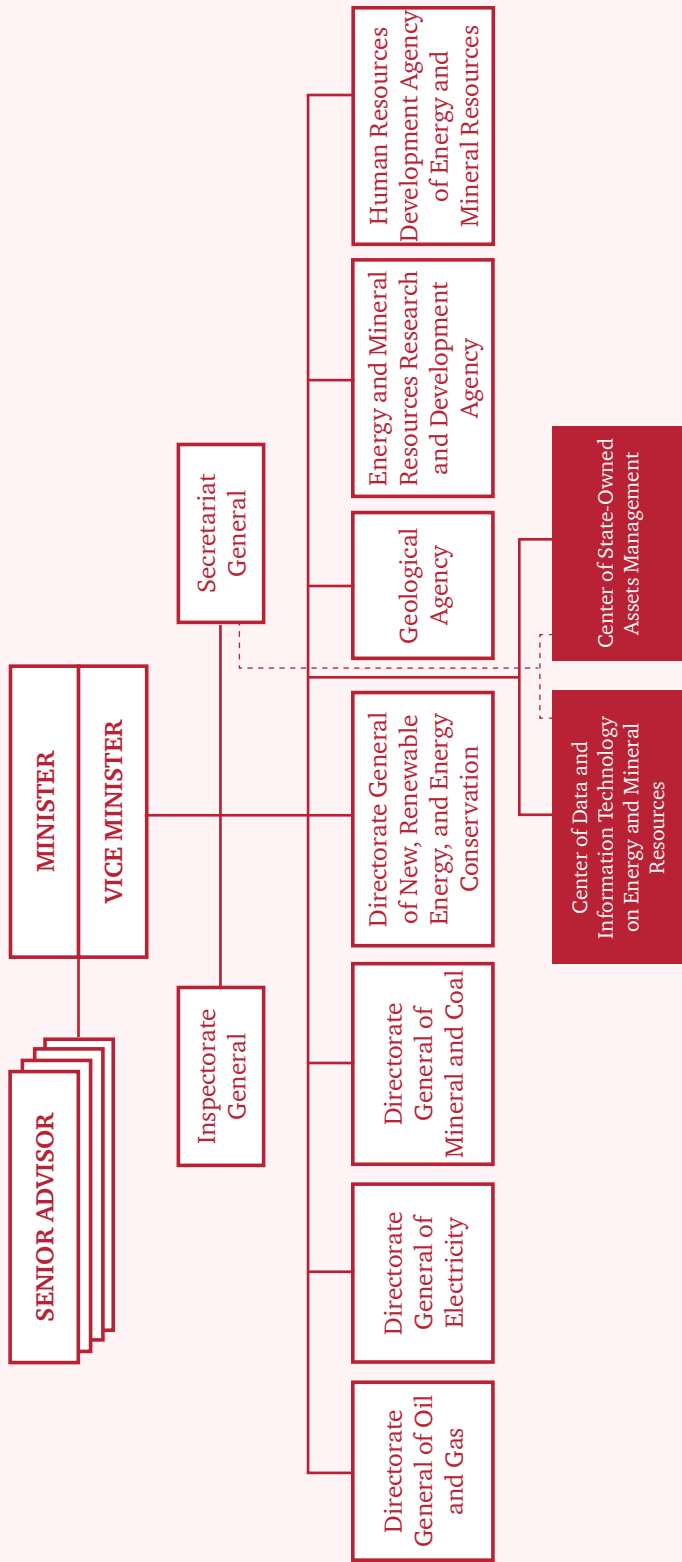 MINISTER
VICE MINISTER
SENIOR ADVISOR
Inspectorate
General
Secretariat
General
Directorate
General of Oil
and Gas
Directorate
General of
Electricity
Directorate
General of
Mineral and Coal
Directorate General
of New, Renewable
Energy, and Energy
Conservation
Geological
Agency
Energy and Mineral
Resources Research
and Development
Agency
Human Resources
Development Agency
of Energy and
Mineral Resources
Center of Data and
Information Technology
on Energy and Mineral
Resources
Center of State-Owned
Assets Management